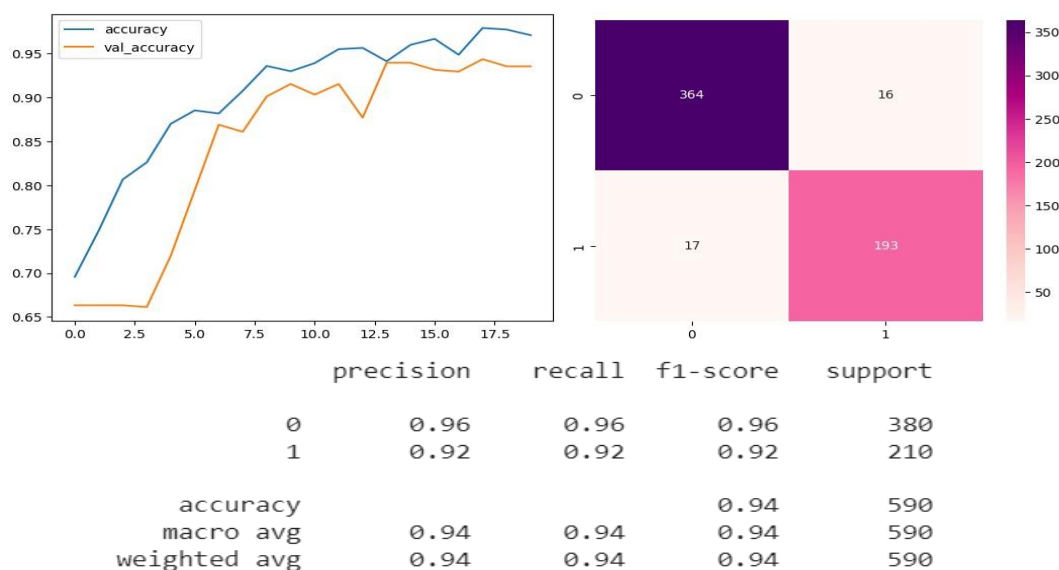 accuracy
val_accuracy
0.95
0.90
0.85
0.80
0.75
0.70
0.65
0.0 2.5 5.0 7.5 10.0 12.5 15.0 17.5
0 364 16
1 17 193
0 1
350
300
250
200
150
100
50
precision recall f1-score support
0 0.96 0.96 0.96 380
1 0.92 0.92 0.92 210
accuracy 0.94 590
macro avg 0.94 0.94 0.94 590
weighted avg 0.94 0.94 0.94 590